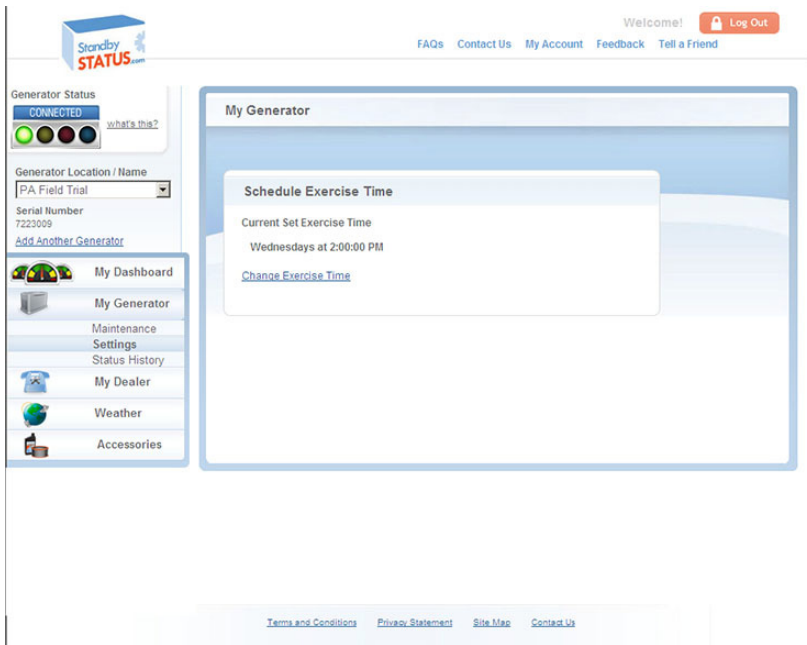 Standby
STATUS.com
Welcome!
Log Out
FAQs Contact Us My Account Feedback Tell a Friend
Generator Status
CONNECTED
what's this?
Generator Location / Name
PA Field Trial
Serial Number
7223009
Add Another Generator
My Dashboard
My Generator
Maintenance
Settings
Status History
My Dealer
Weather
Accessories
My Generator
Schedule Exercise Time
Current Set Exercise Time
Wednesdays at 2:00:00 PM
Change Exercise Time
Terms and Conditions Privacy Statement Site Map Contact Us